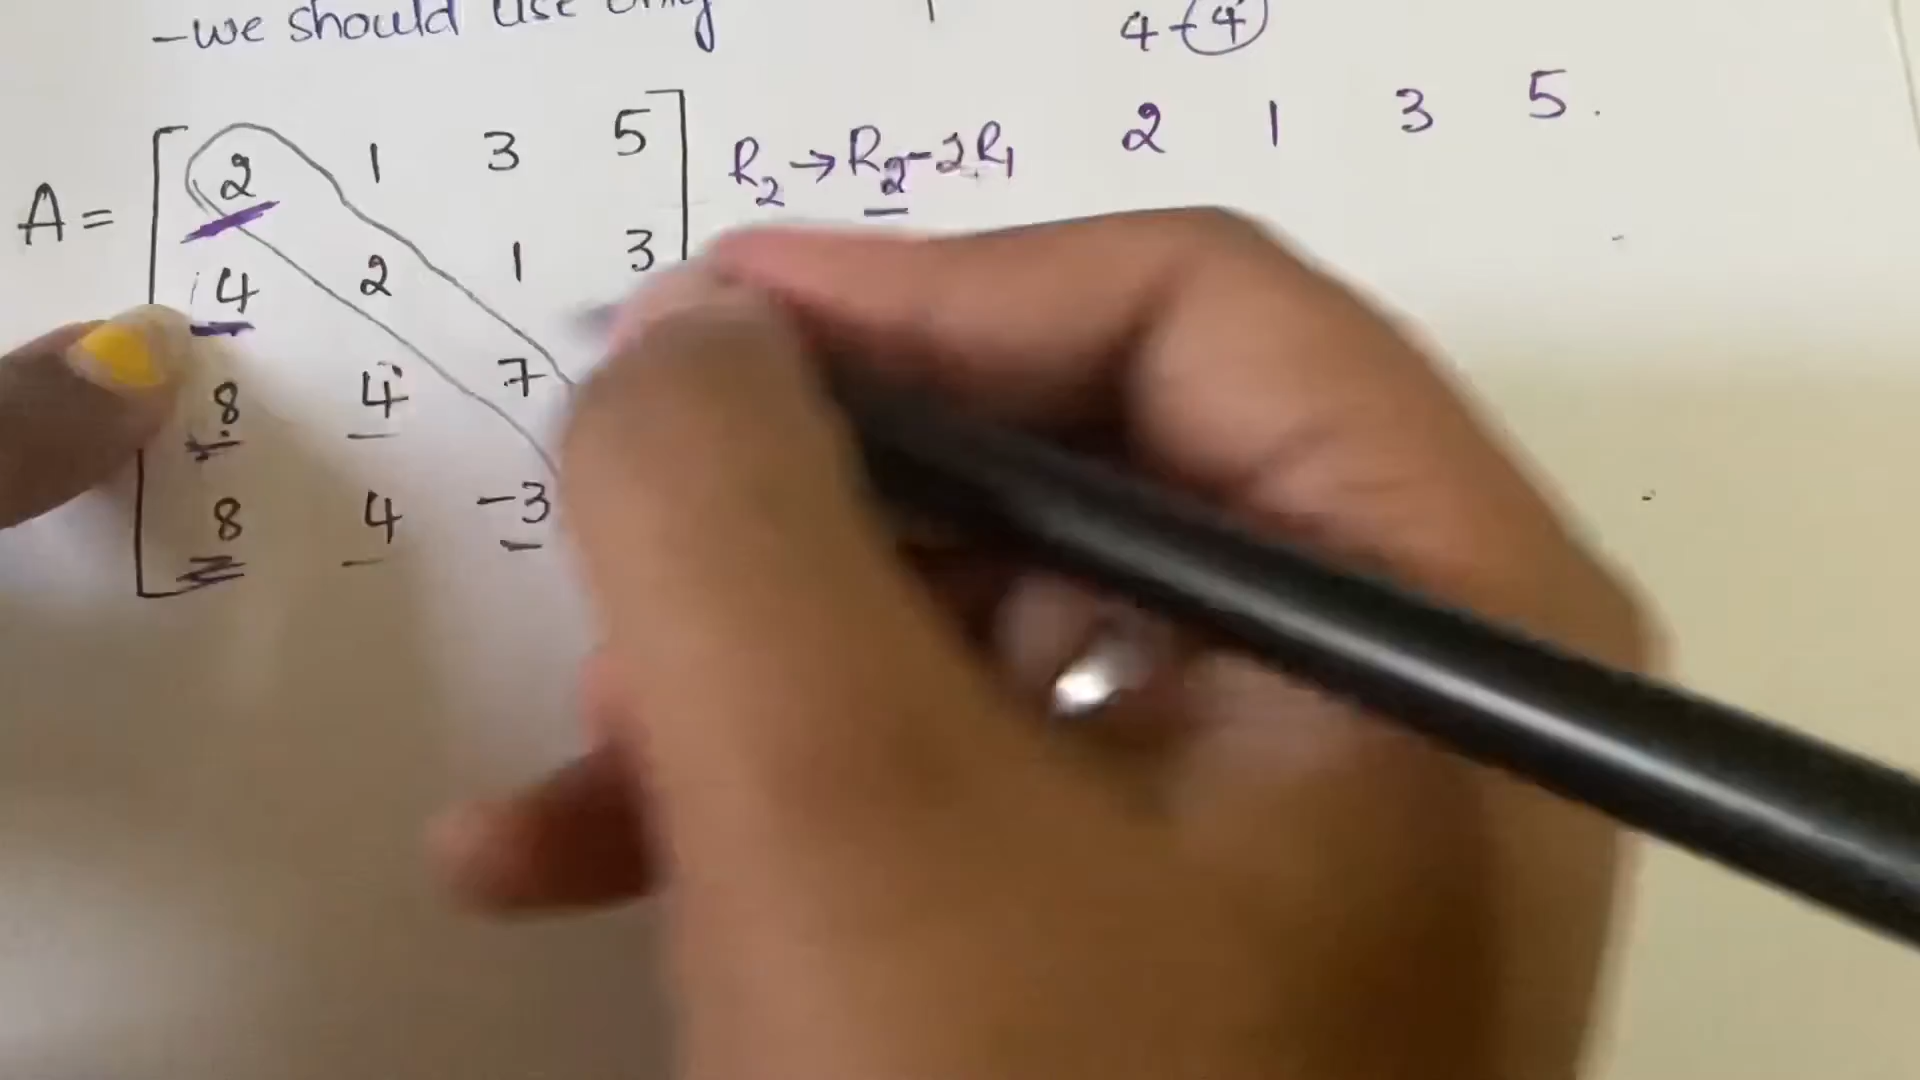 -we should use only
4-4
A = 2 1 3 5 R2→R2-2R1 2 1 3 5.
4 2 1 3
8 4 7
8 4 -3